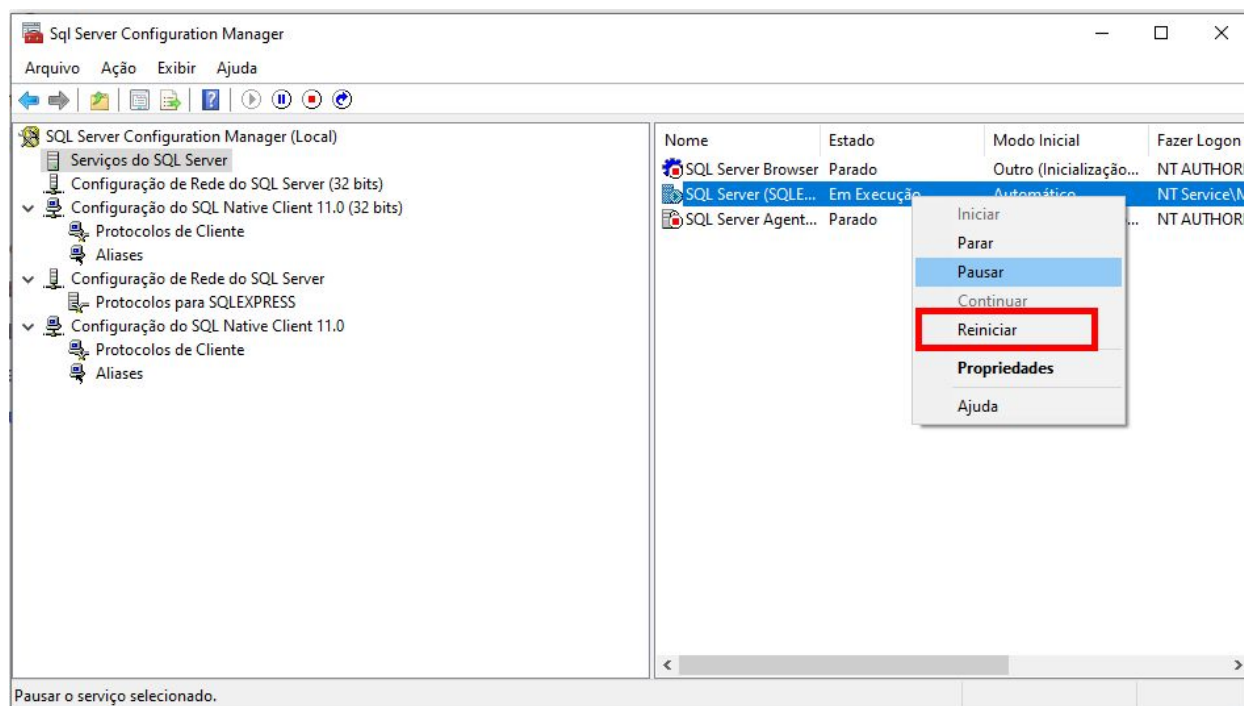 Sql Server Configuration Manager
Arquivo Ação Exibir Ajuda
SQL Server Configuration Manager (Local)
Serviços do SQL Server
Configuração de Rede do SQL Server (32 bits)
Configuração do SQL Native Client 11.0 (32 bits)
Protocolos de Cliente
Aliases
Configuração de Rede do SQL Server
Protocolos para SQLEXPRESS
Configuração do SQL Native Client 11.0
Protocolos de Cliente
Aliases
Nome Estado Modo Inicial Fazer Logon
SQL Server Browser Parado Outro (Inicialização... NT AUTHORI
SQL Server (SQLE... Em Execução Automático NT Service\M
SQL Server Agent... Parado ... NT AUTHORI
Iniciar
Parar
Pausar
Continuar
Reiniciar
Propriedades
Ajuda
Pausar o serviço selecionado.